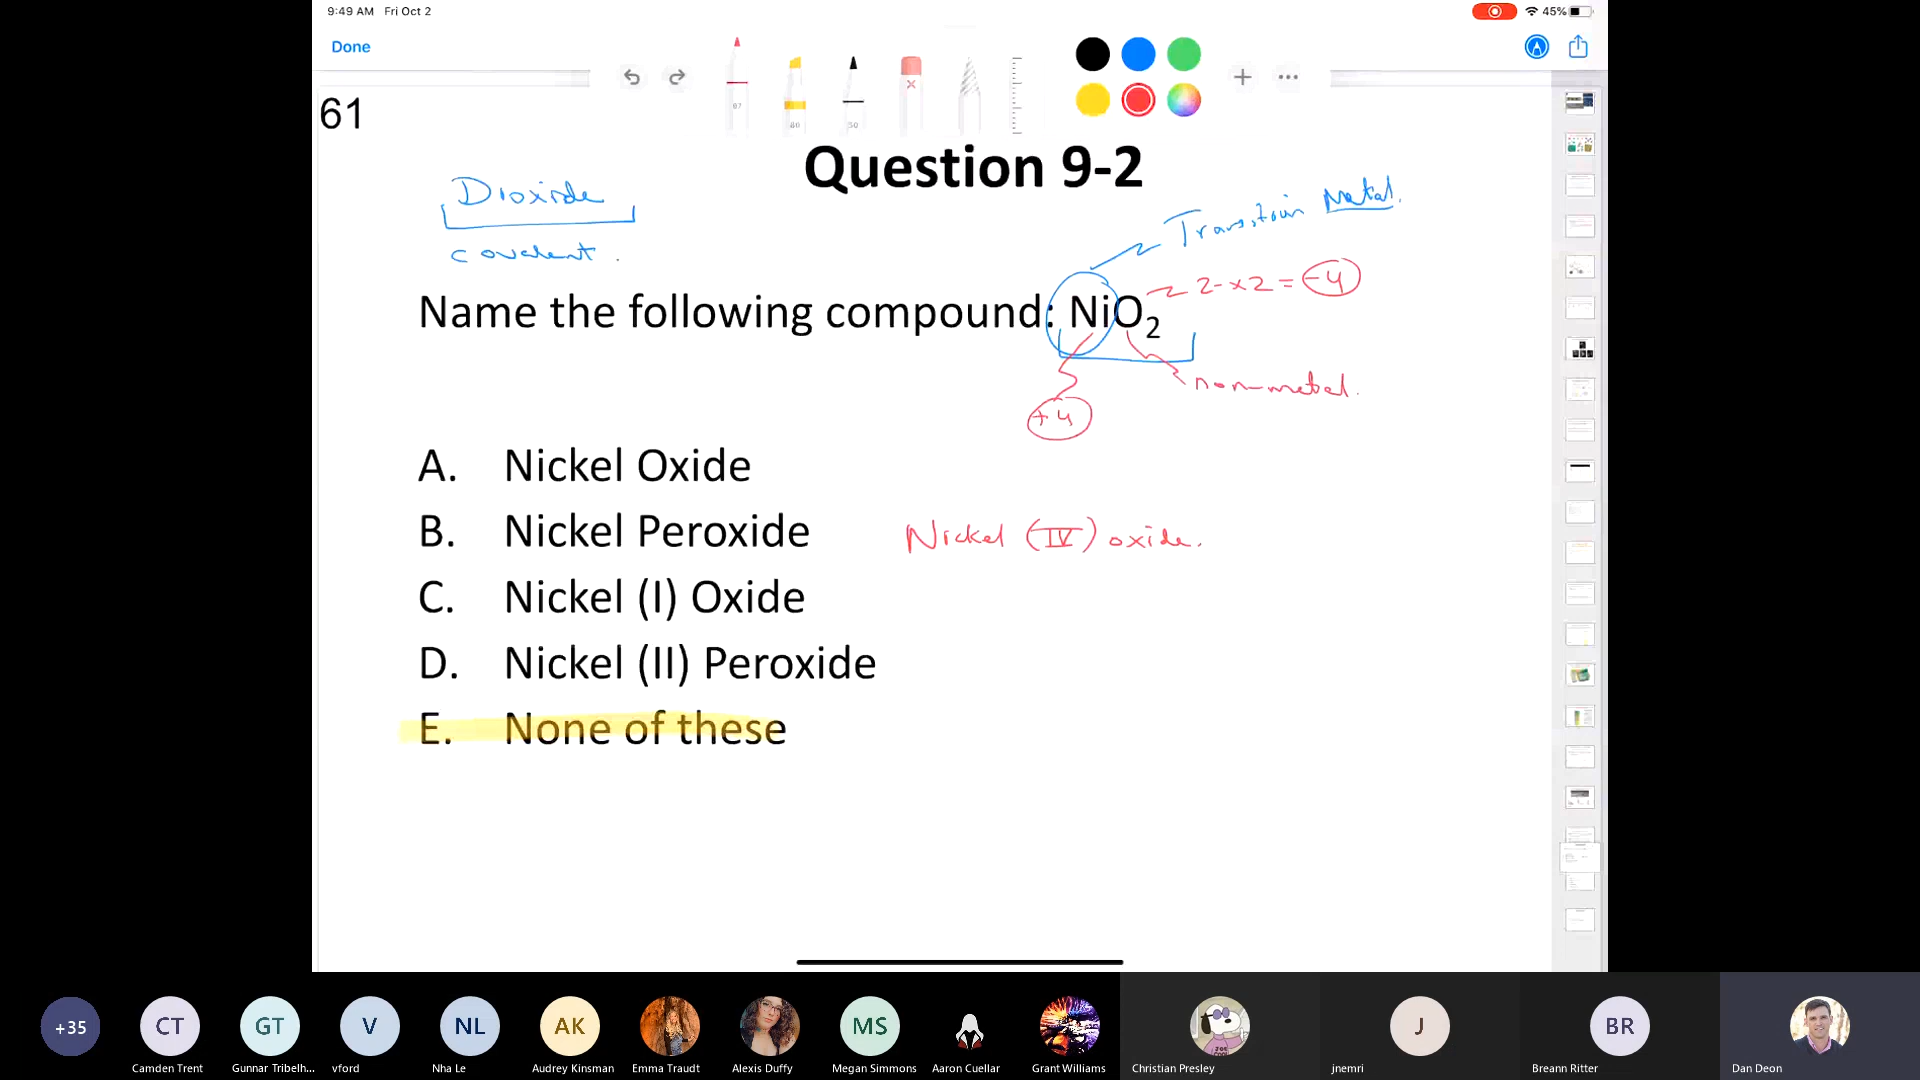 9:49 AM Fri Oct 2
45%
Done
97
80
50
61
Question 9-2
Dioxide
covalent.
Transition Metal.
2- x2 = -4
Name the following compound: NiO₂
non-metal.
+4
A. Nickel Oxide
B. Nickel Peroxide
Nickel (IV) oxide.
C. Nickel (I) Oxide
D. Nickel (II) Peroxide
E. None of these
+35
CT
GT
V
NL
AK
MS
J
BR
Camden Trent
Gunnar Tribelh...
vford
Nha Le
Audrey Kinsman
Emma Traudt
Alexis Duffy
Megan Simmons
Aaron Cuellar
Grant Williams
Christian Presley
jnemri
Breann Ritter
Dan Deon